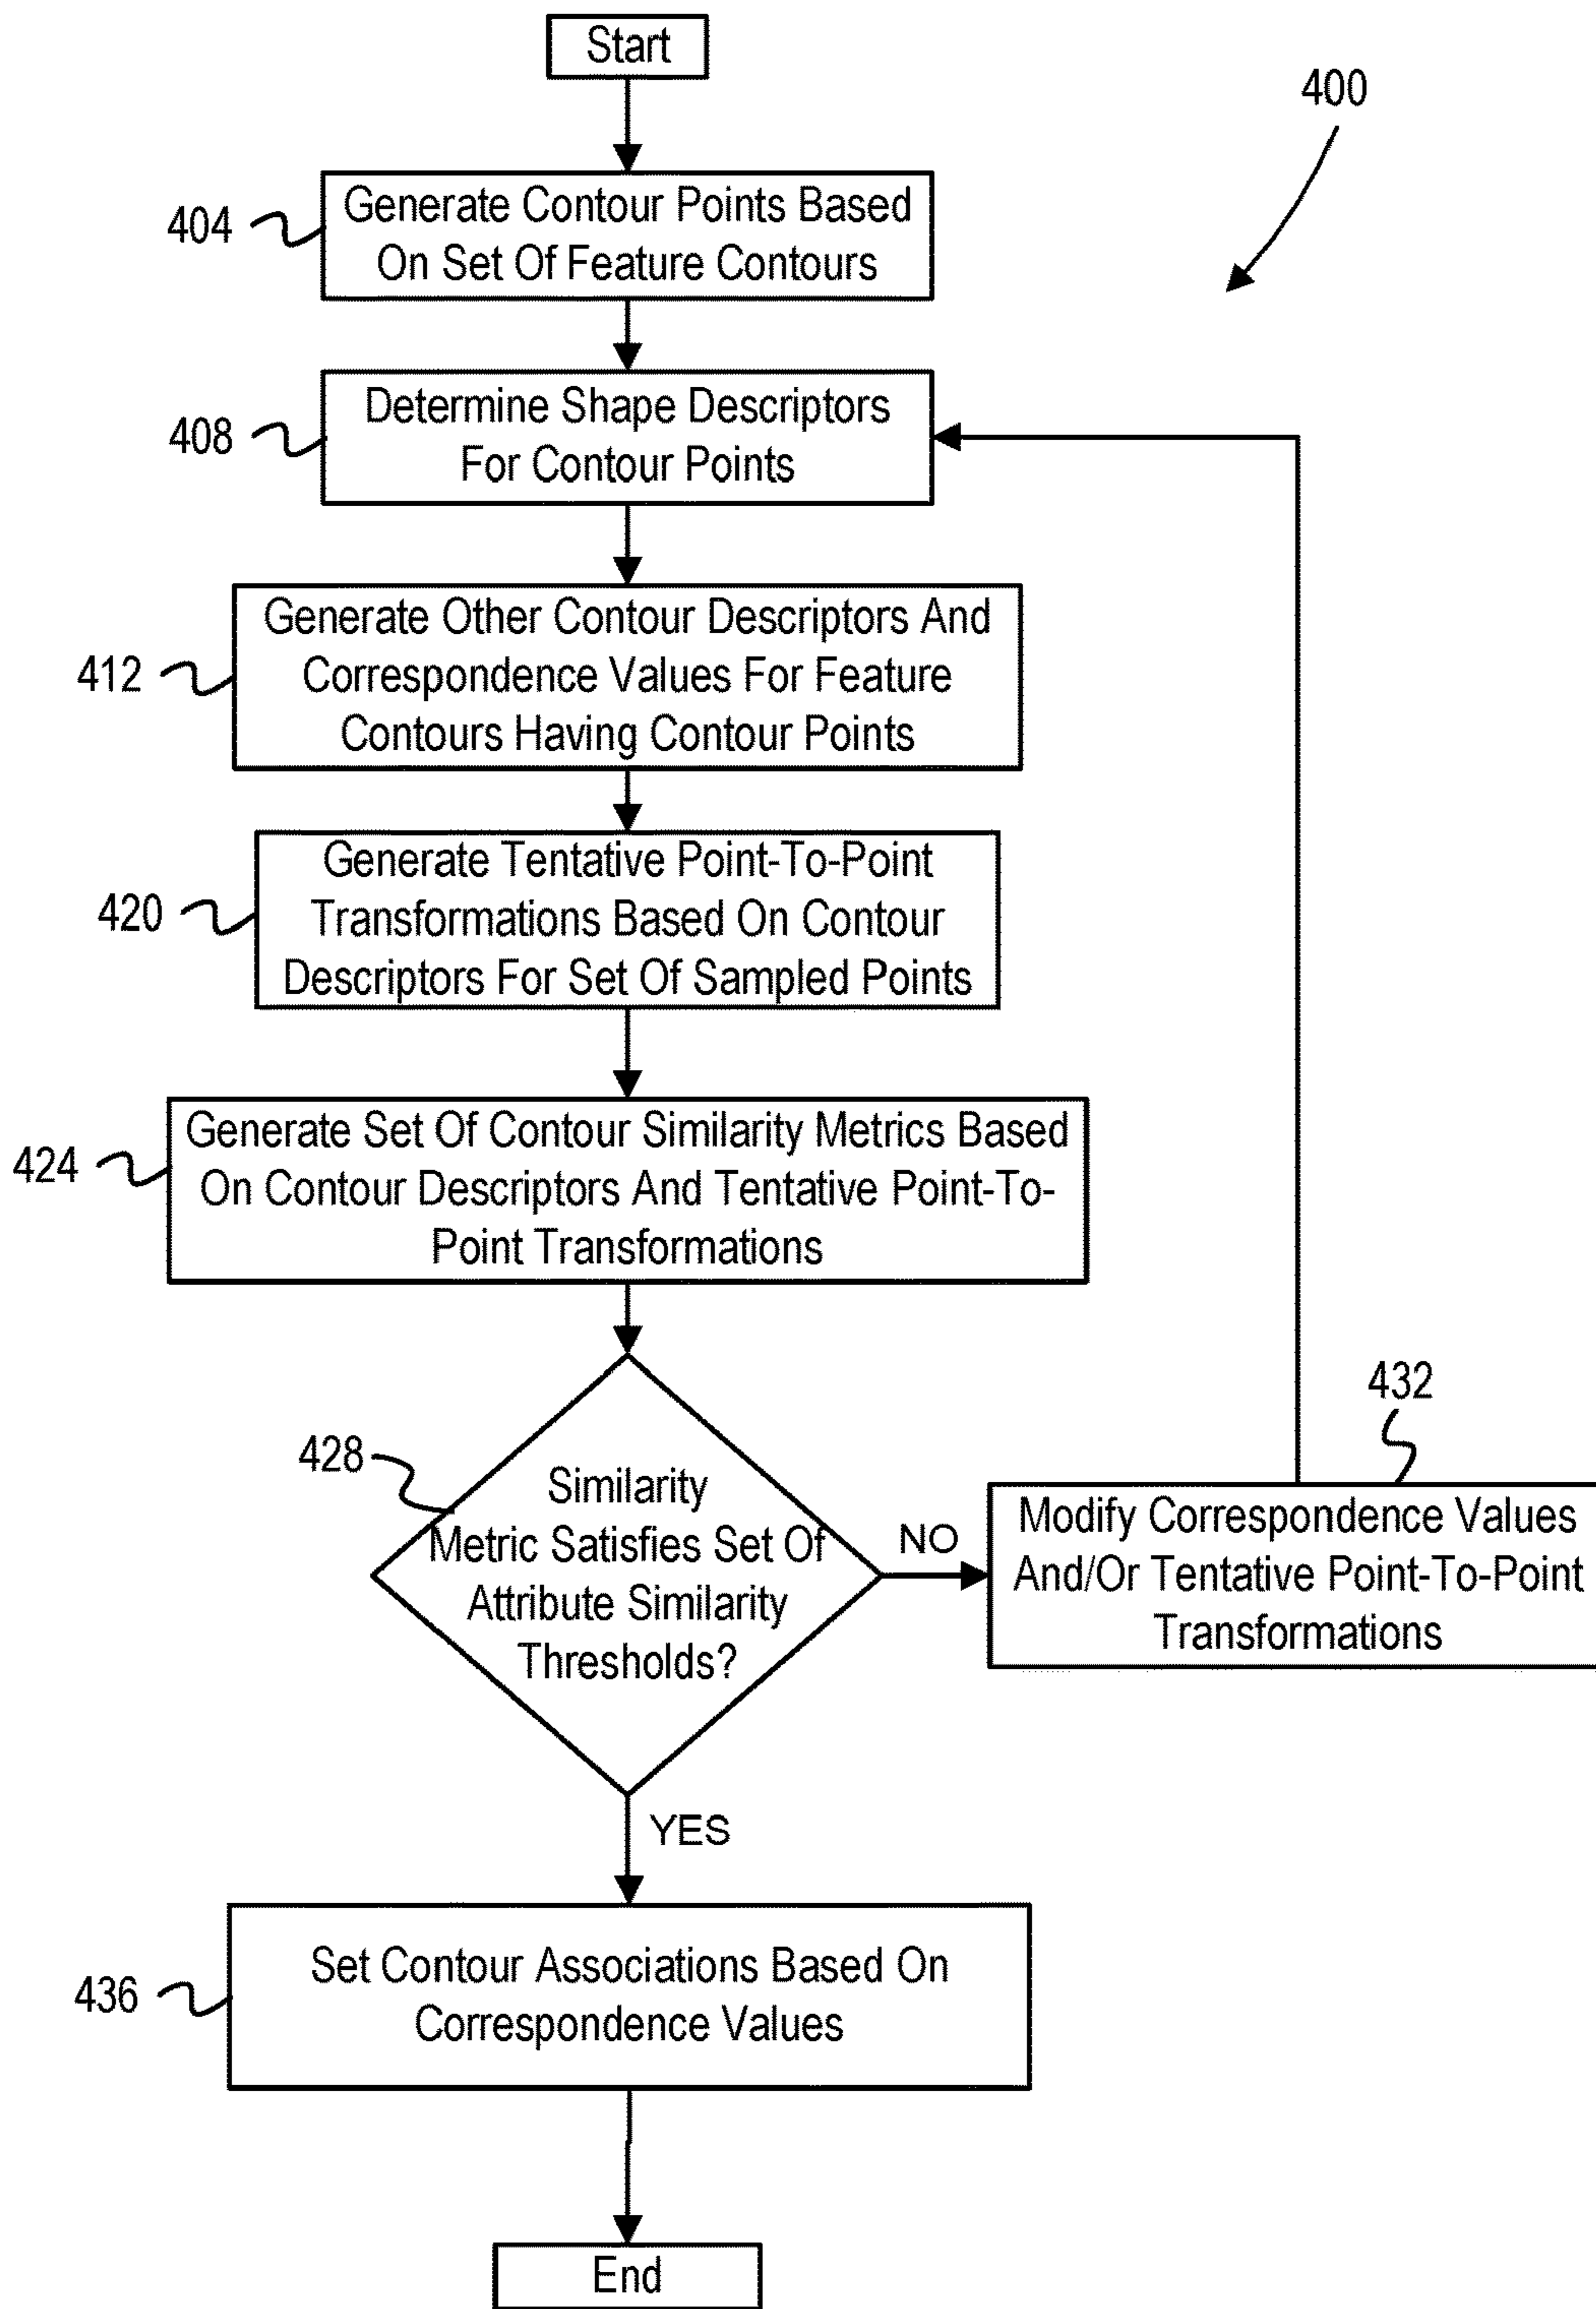 Start
400
404
Generate Contour Points Based
On Set Of Feature Contours
408
Determine Shape Descriptors
For Contour Points
412
Generate Other Contour Descriptors And
Correspondence Values For Feature
Contours Having Contour Points
420
Generate Tentative Point-To-Point
Transformations Based On Contour
Descriptors For Set Of Sampled Points
424
Generate Set Of Contour Similarity Metrics Based
On Contour Descriptors And Tentative Point-To-
Point Transformations
428
Similarity
Metric Satisfies Set Of
Attribute Similarity
Thresholds?
NO
432
Modify Correspondence Values
And/Or Tentative Point-To-Point
Transformations
YES
436
Set Contour Associations Based On
Correspondence Values
End